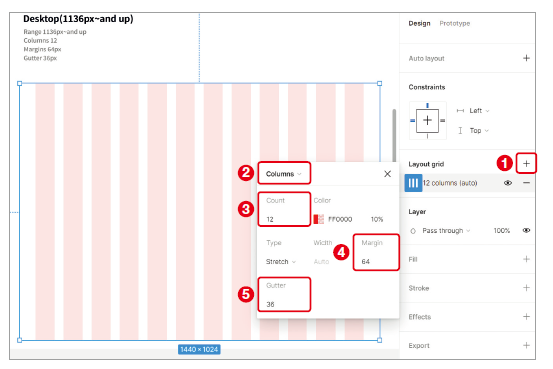 Desktop(1136px~and up)
Range 1136px~and up
Columns 12
Margins 64px
Gutter 36px
Design Prototype
Auto layout
Constraints
Left
Top
1
Layout grid
12 columns (auto)
Layer
Pass through 100%
Fill
Stroke
Effects
Export
2
Columns
3
Count Color
12 FF0000 10%
Type Width Margin
4
Stretch Auto 64
5
Gutter
36
1440 × 1024